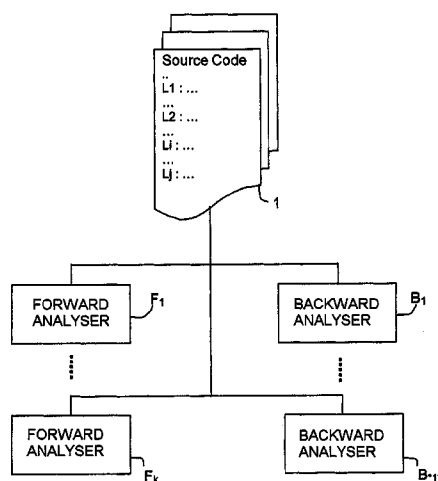 Source Code
..
L1 : ...
...
L2 : ...
...
Li : ...
...
Lj : ...
1
FORWARD
ANALYSER
F1
BACKWARD
ANALYSER
B1
FORWARD
ANALYSER
Fk
BACKWARD
ANALYSER